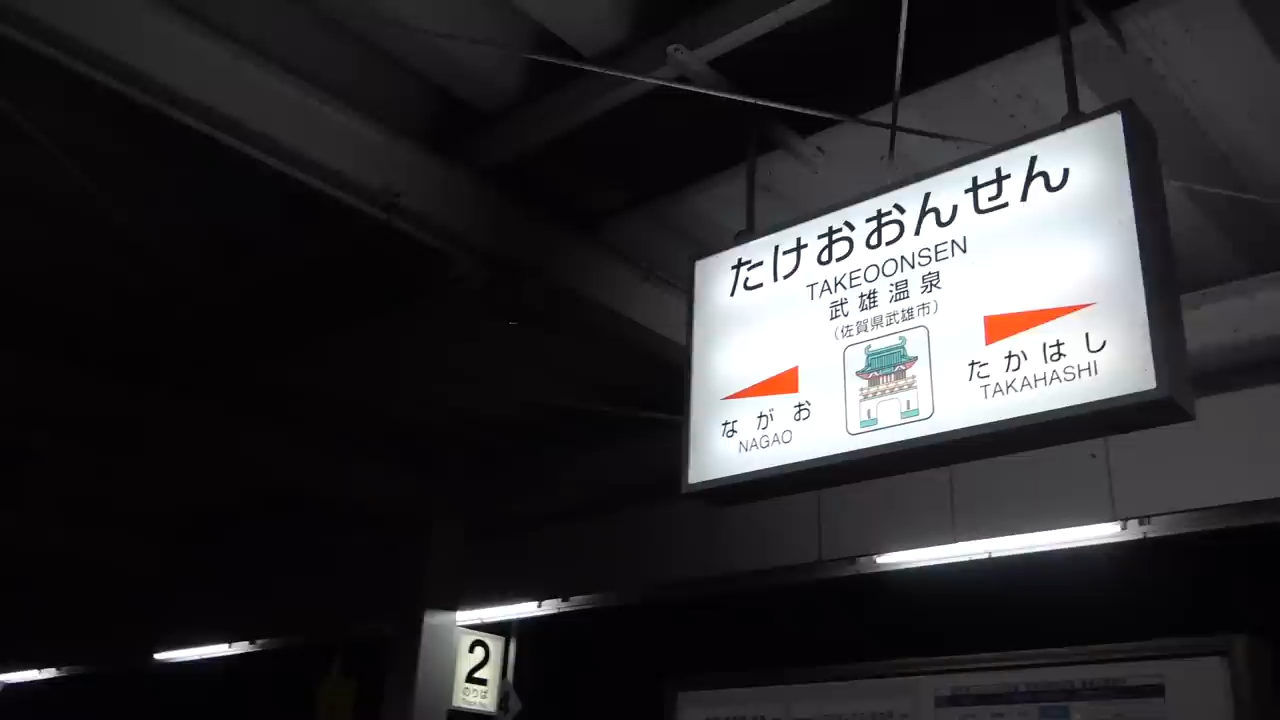 たけおおんせん
TAKEOONSEN
武雄温泉
（佐賀県武雄市）
ながお
NAGAO
たかはし
TAKAHASHI
2
のりば